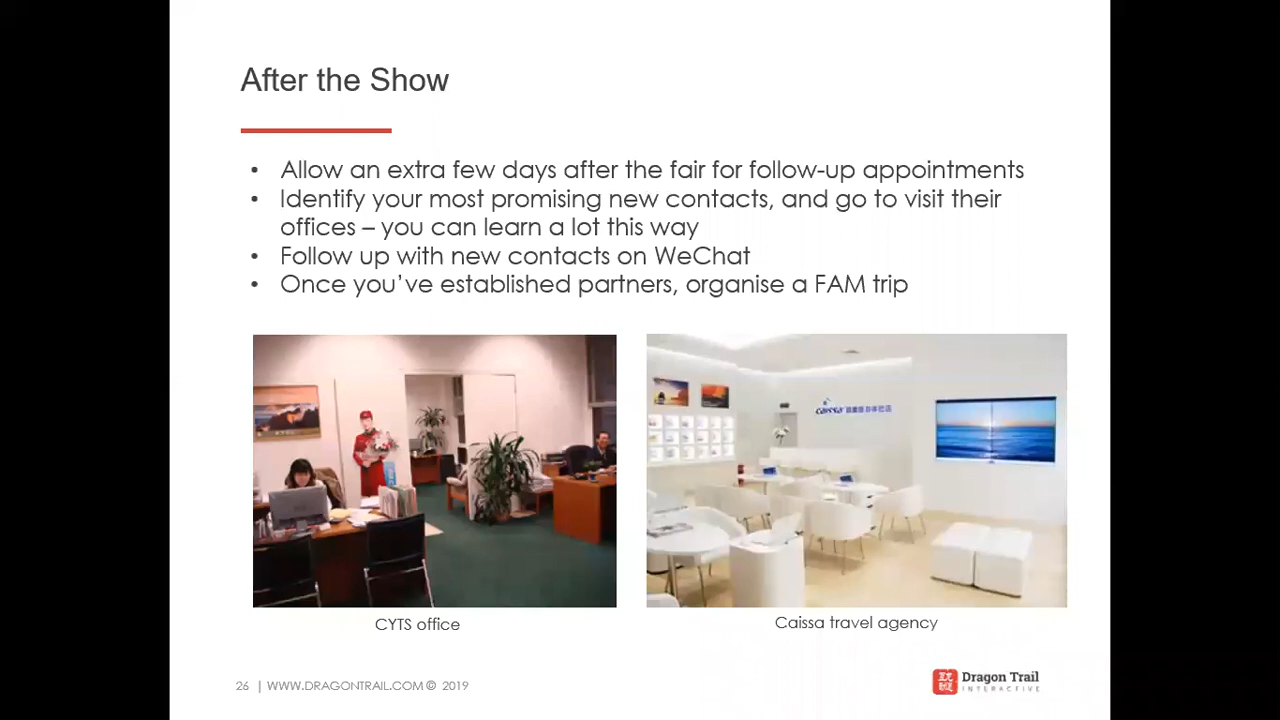 After the Show
• Allow an extra few days after the fair for follow-up appointments
• Identify your most promising new contacts, and go to visit their
offices – you can learn a lot this way
• Follow up with new contacts on WeChat
• Once you’ve established partners, organise a FAM trip
caissa
CYTS office
Caissa travel agency
26 | WWW.DRAGONTRAIL.COM © 2019
Dragon Trail
INTERACTIVE